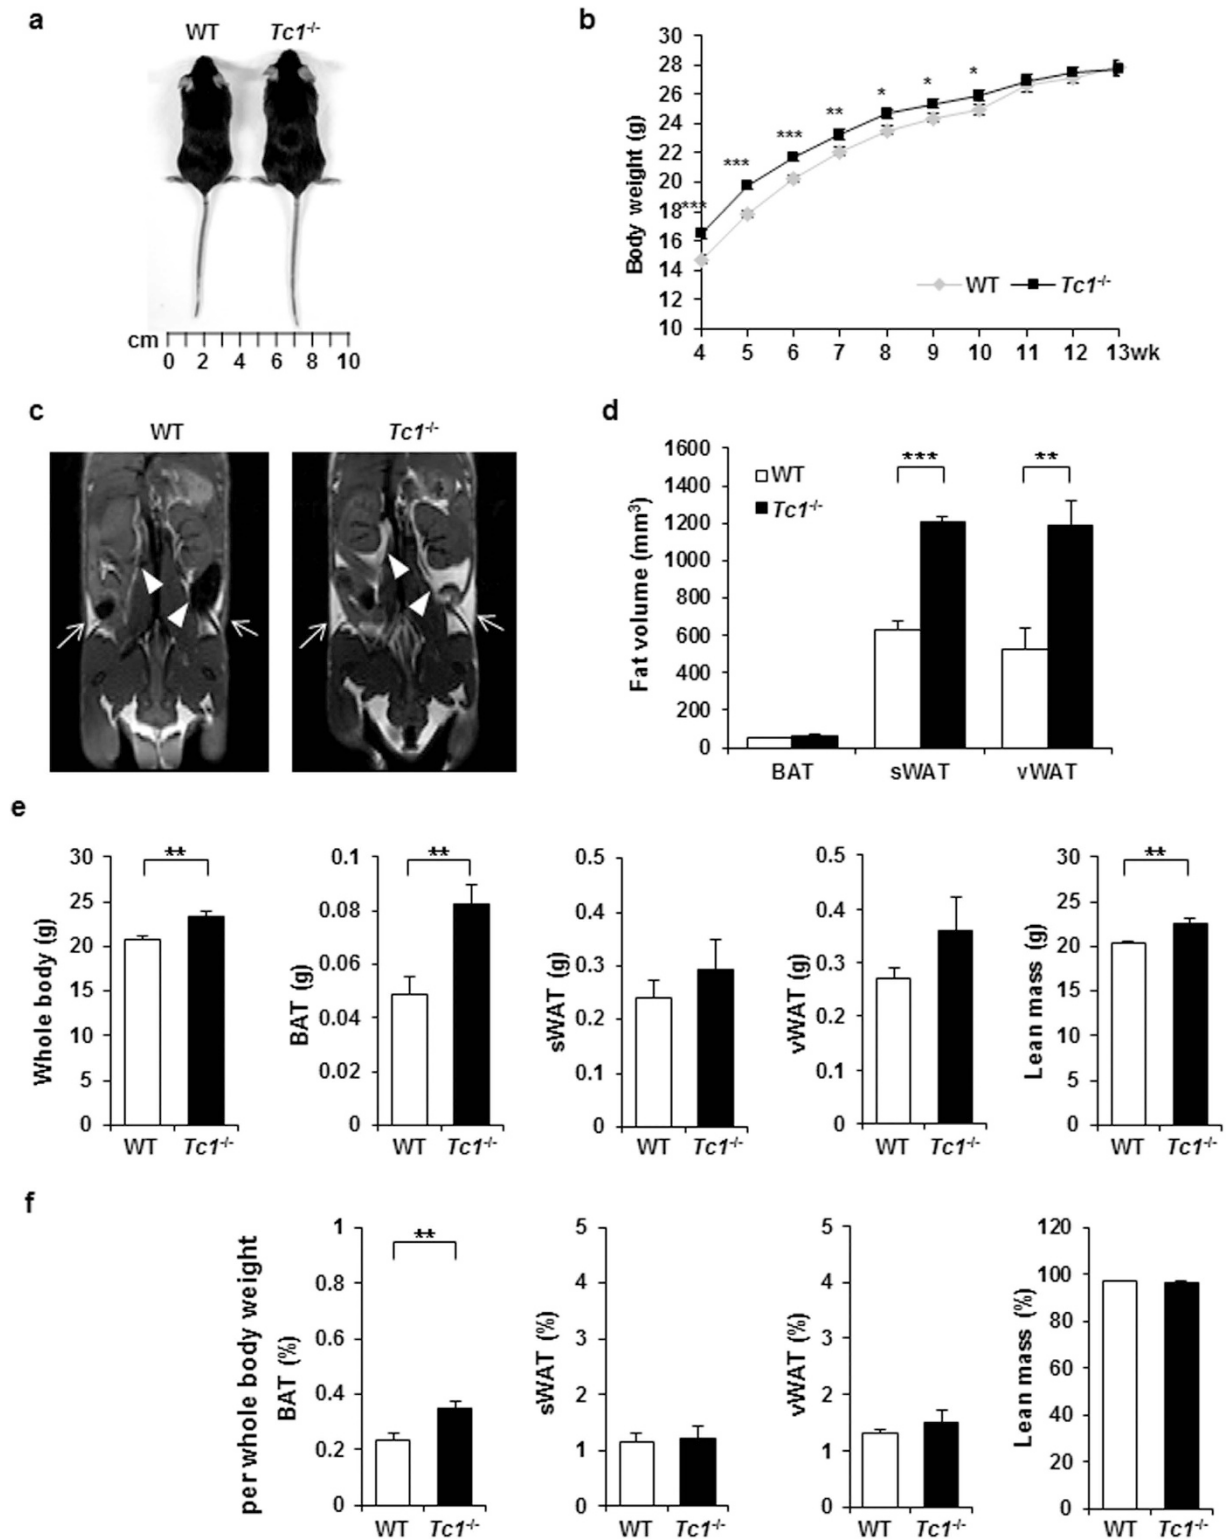 a
WT Tc1-/-
cm
0 2 4 6 8 10
b
Body weight (g)
30
28
26
24
22
20
18
16
14
12
10
***
***
***
**
*
*
*
WT Tc1-/-
4 5 6 7 8 9 10 11 12 13wk
c
WT Tc1-/-
d
Fat volume (mm3)
1600
1400
1200
1000
800
600
400
200
0
WT
Tc1-/-
*** **
BAT sWAT vWAT
e
Whole body (g)
30
25
20
15
10
5
0
**
WT Tc1-/-
BAT (g)
0.1
0.08
0.06
0.04
0.02
0
**
WT Tc1-/-
sWAT (g)
0.5
0.4
0.3
0.2
0.1
0
WT Tc1-/-
vWAT (g)
0.5
0.4
0.3
0.2
0.1
0
WT Tc1-/-
Lean mass (g)
30
25
20
15
10
5
0
**
WT Tc1-/-
f
per whole body weight
BAT (%)
1
0.8
0.6
0.4
0.2
0
**
WT Tc1-/-
sWAT (%)
5
4
3
2
1
0
WT Tc1-/-
vWAT (%)
5
4
3
2
1
0
WT Tc1-/-
Lean mass (%)
120
100
80
60
40
20
0
WT Tc1-/-